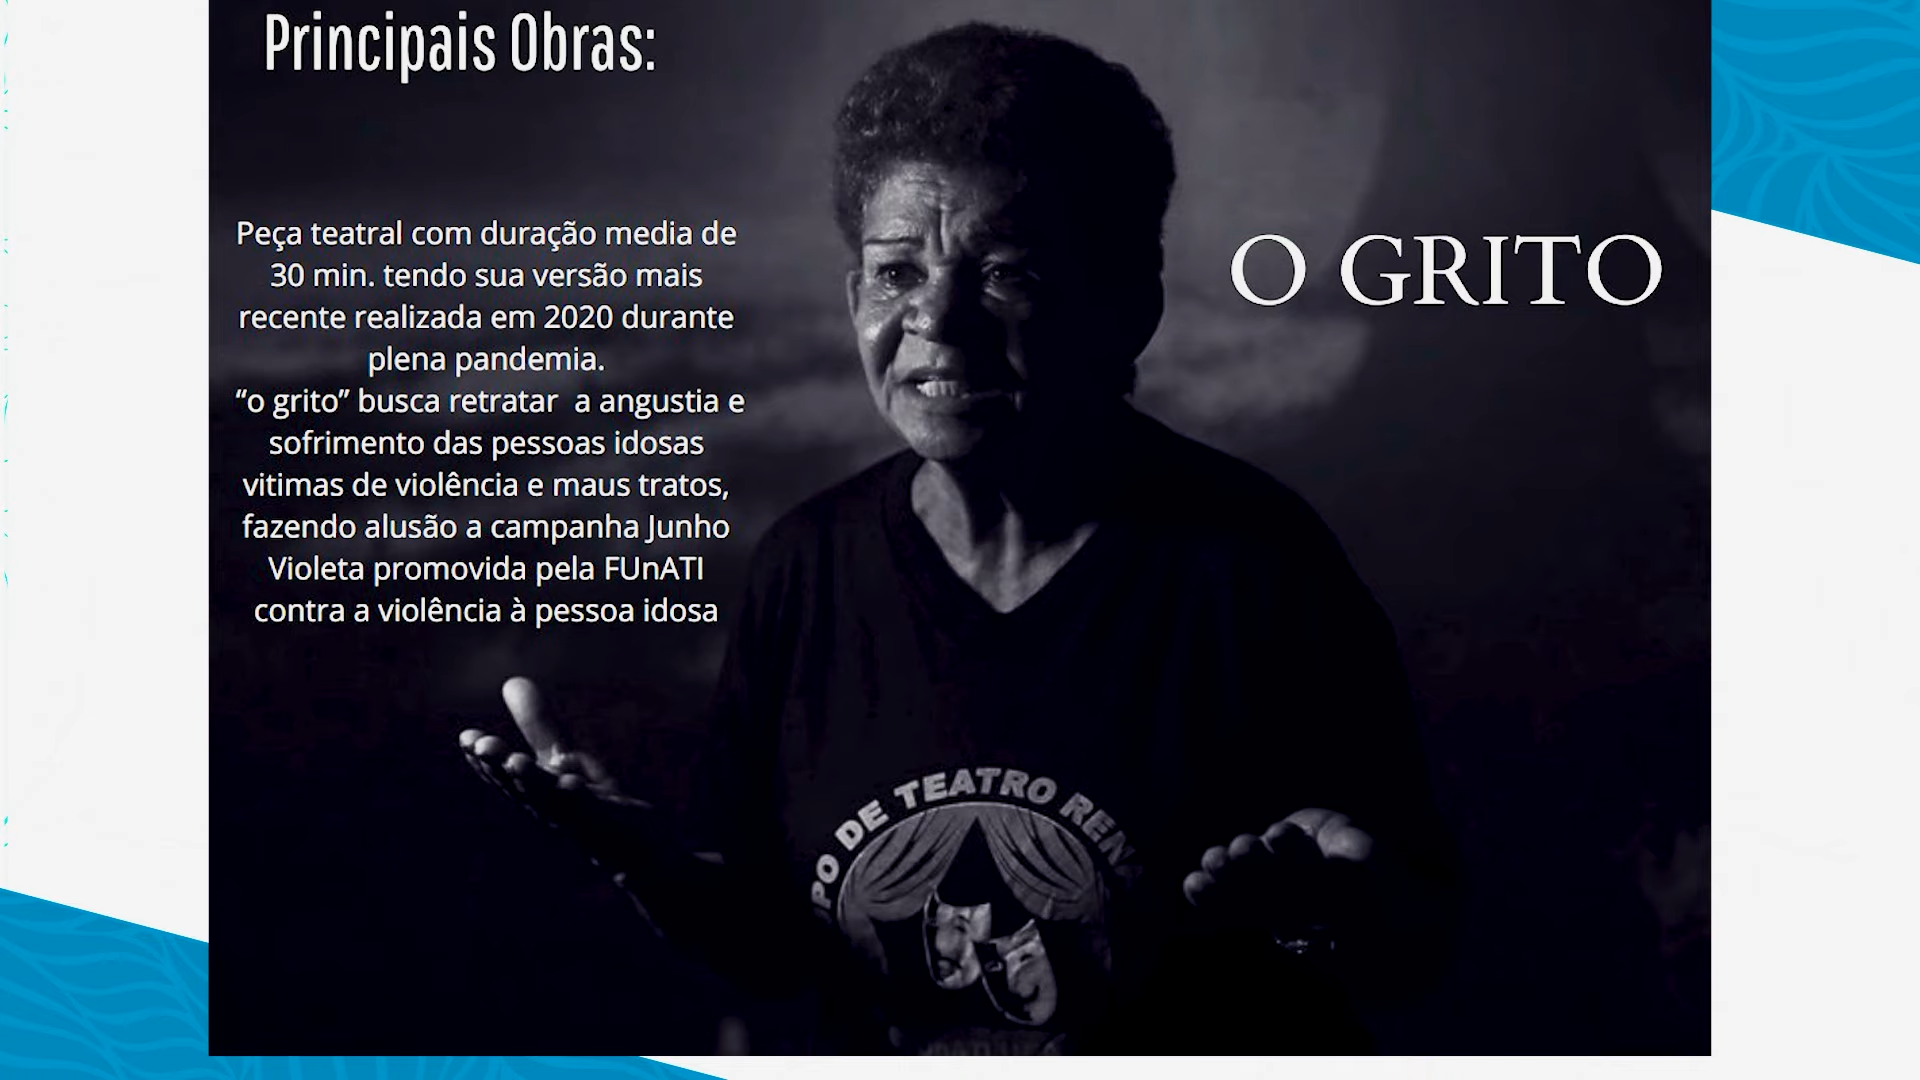 Principais Obras:
Peça teatral com duração media de
30 min. tendo sua versão mais
recente realizada em 2020 durante
plena pandemia.
“o grito” busca retratar  a angustia e
sofrimento das pessoas idosas
vitimas de violência e maus tratos,
fazendo alusão a campanha Junho
Violeta promovida pela FUnATI
contra a violência à pessoa idosa
O GRITO
DE TEATRO